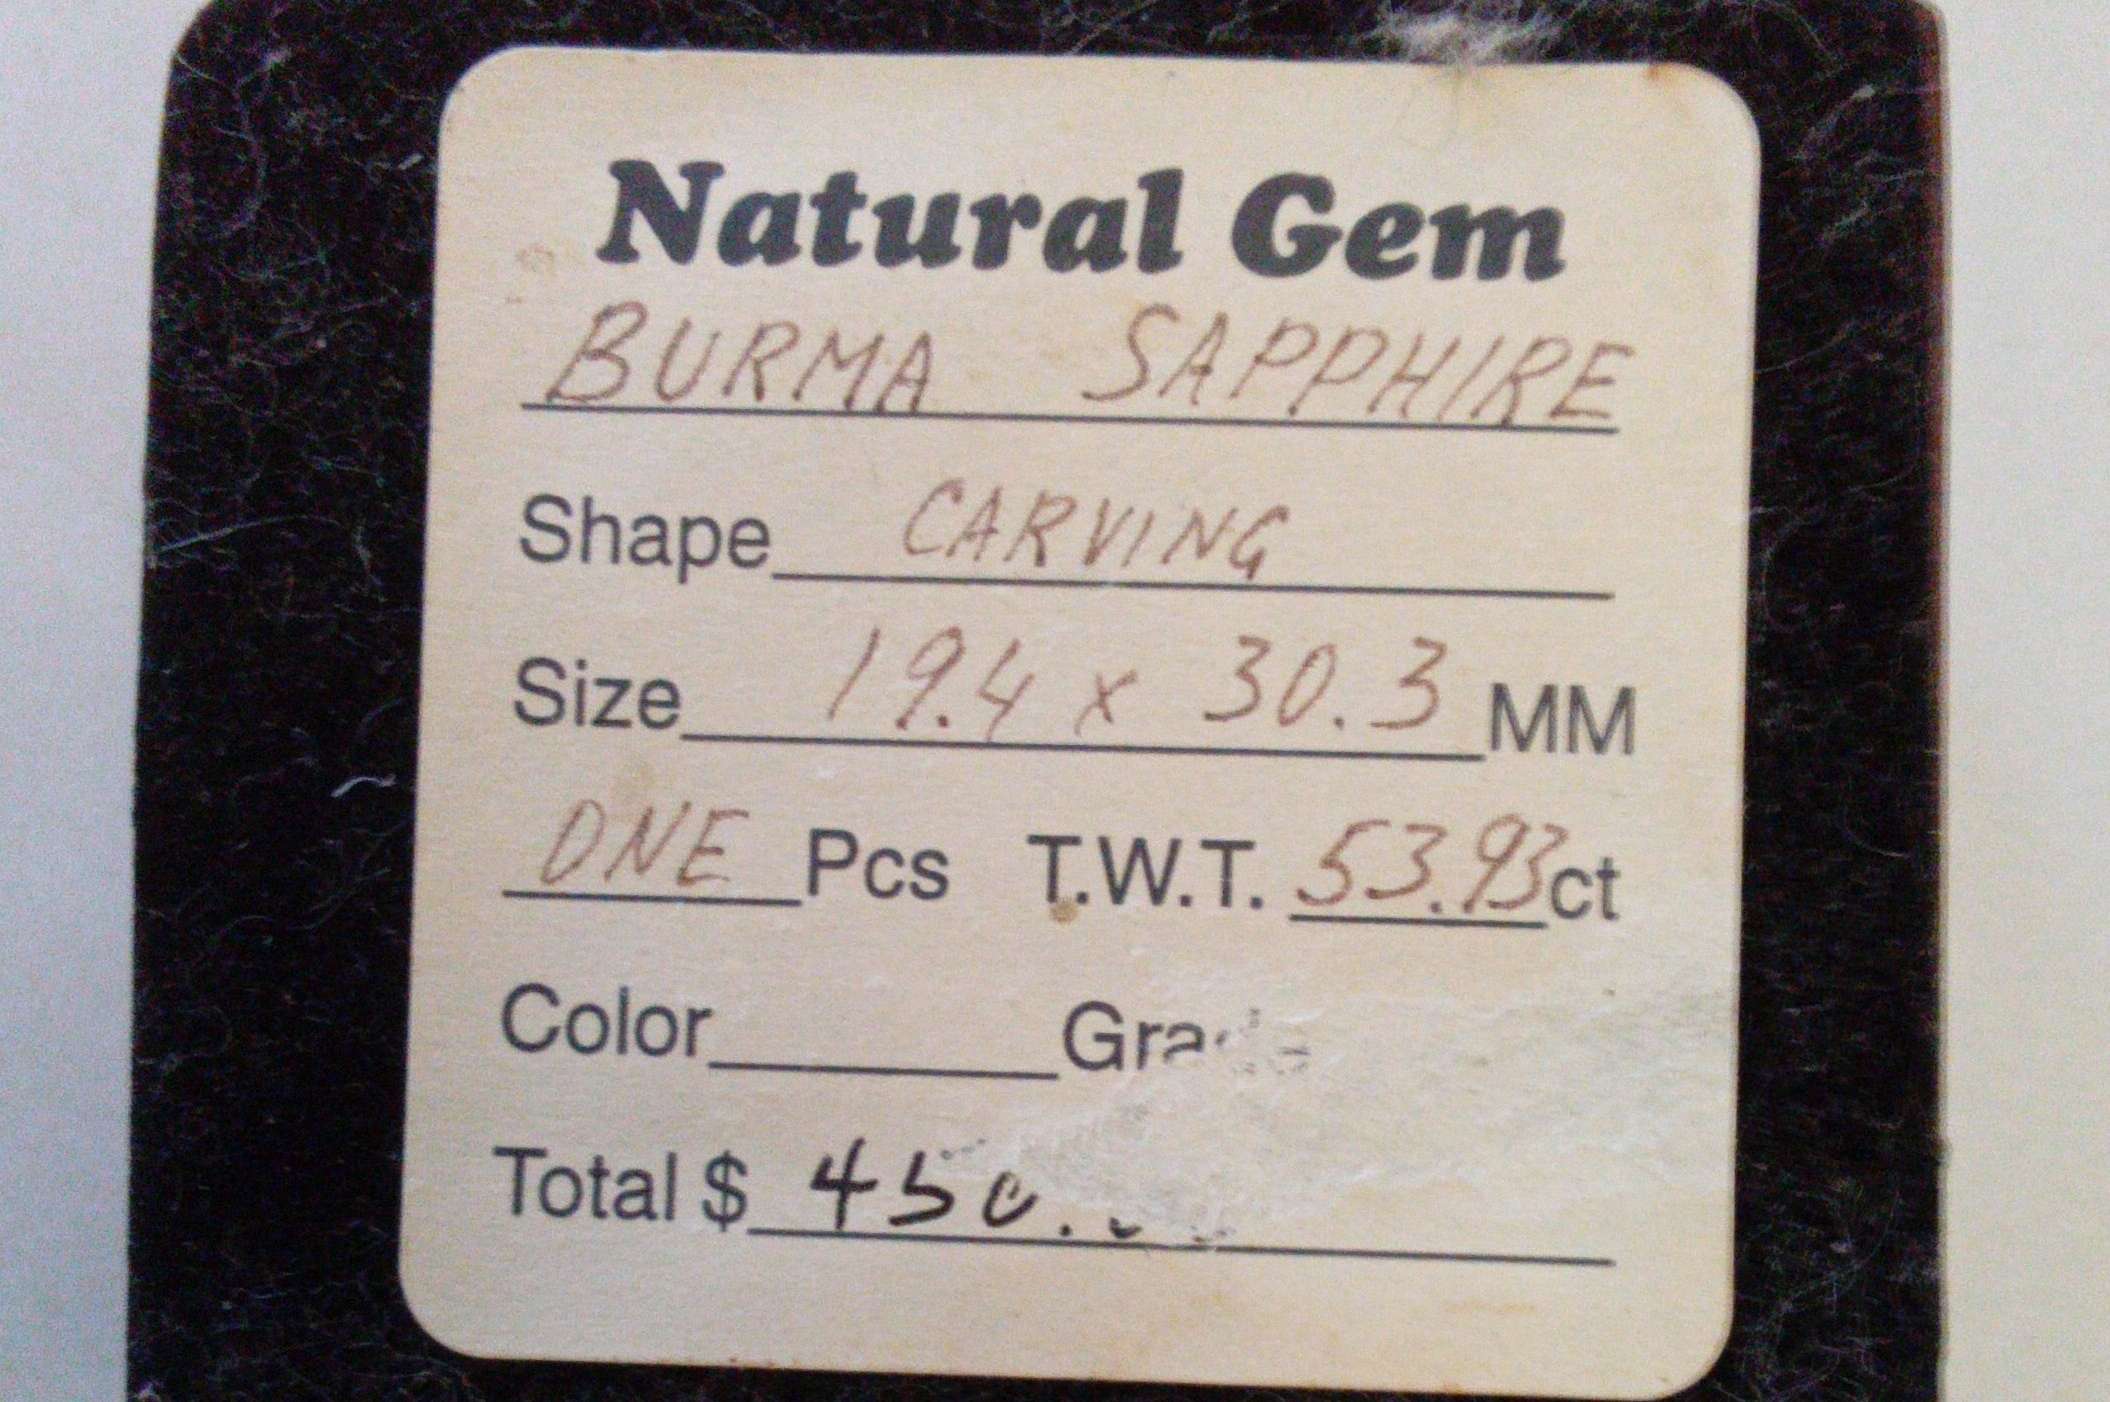 Natural Gem
BURMA SAPPHIRE
Shape CARVING
Size 19.4 x 30.3 MM
ONE Pcs T.W.T. 53.93 ct
Color
Total $ 450.